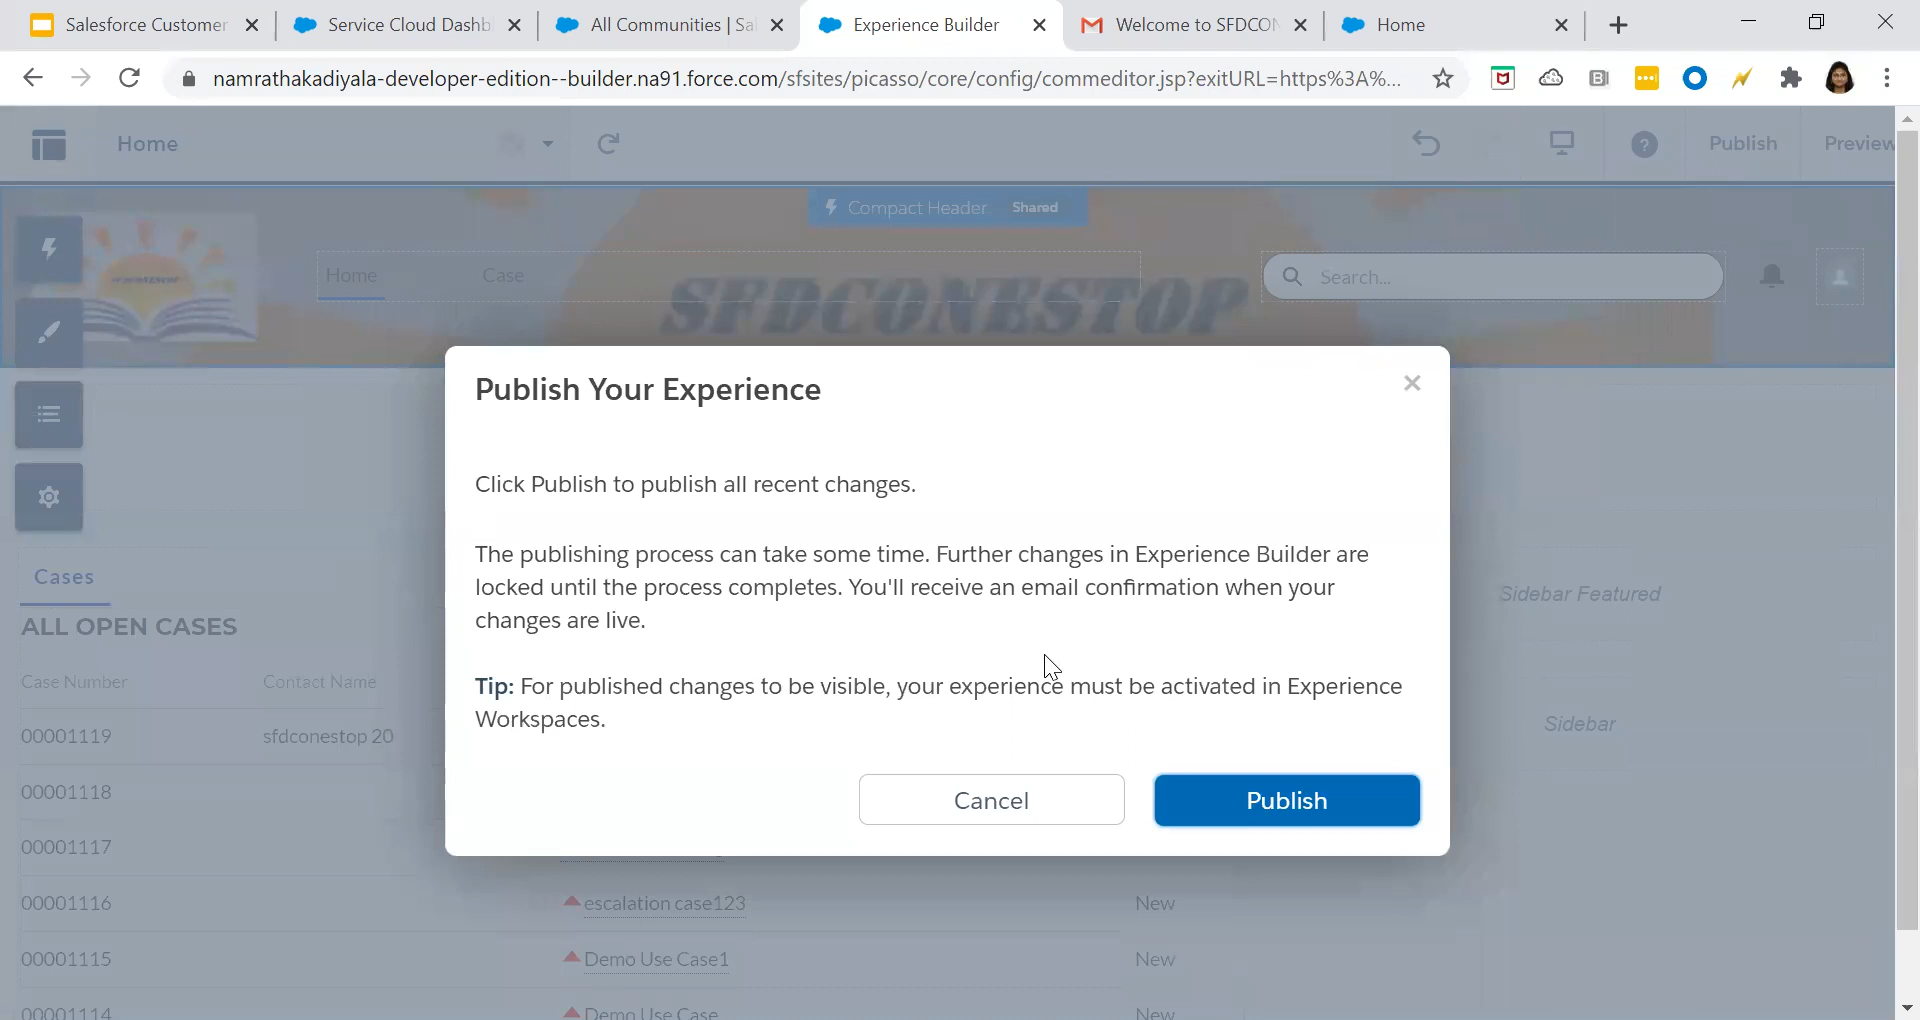 Salesforce Customer
Service Cloud Dashb
All Communities | Sa
Experience Builder
Welcome to SFDCON
Home
namrathakadiyala-developer-edition--builder.na91.force.com/sfsites/picasso/core/config/commeditor.jsp?exitURL=https%3A%...
Home
Publish
Preview
Compact Header Shared
Home
Case
SFDCONESTOP
Search...
Publish Your Experience
Click Publish to publish all recent changes.
The publishing process can take some time. Further changes in Experience Builder are
locked until the process completes. You'll receive an email confirmation when your
changes are live.
Tip: For published changes to be visible, your experience must be activated in Experience
Workspaces.
Cancel
Publish
Cases
ALL OPEN CASES
Case Number
Contact Name
00001119
sfdconestop 20
00001118
00001117
00001116
escalation case123
New
00001115
Demo Use Case1
New
00001114
Demo Use Case
New
Sidebar Featured
Sidebar